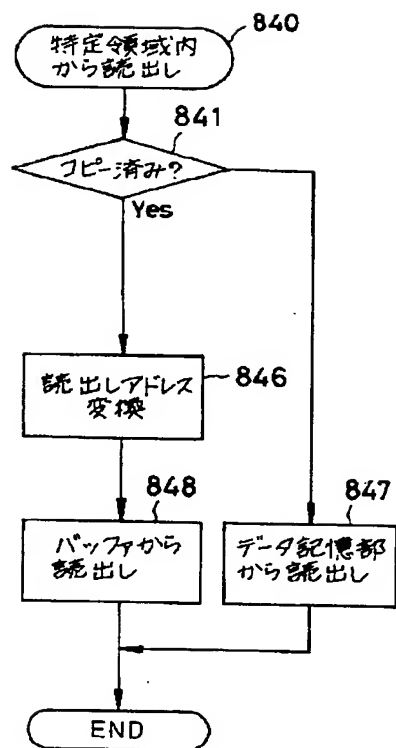 特定領域内
から読出し
840
コピー済み?
841
Yes
読出しアドレス
変換
846
バッファから
読出し
848
データ記憶部
から読出し
847
END